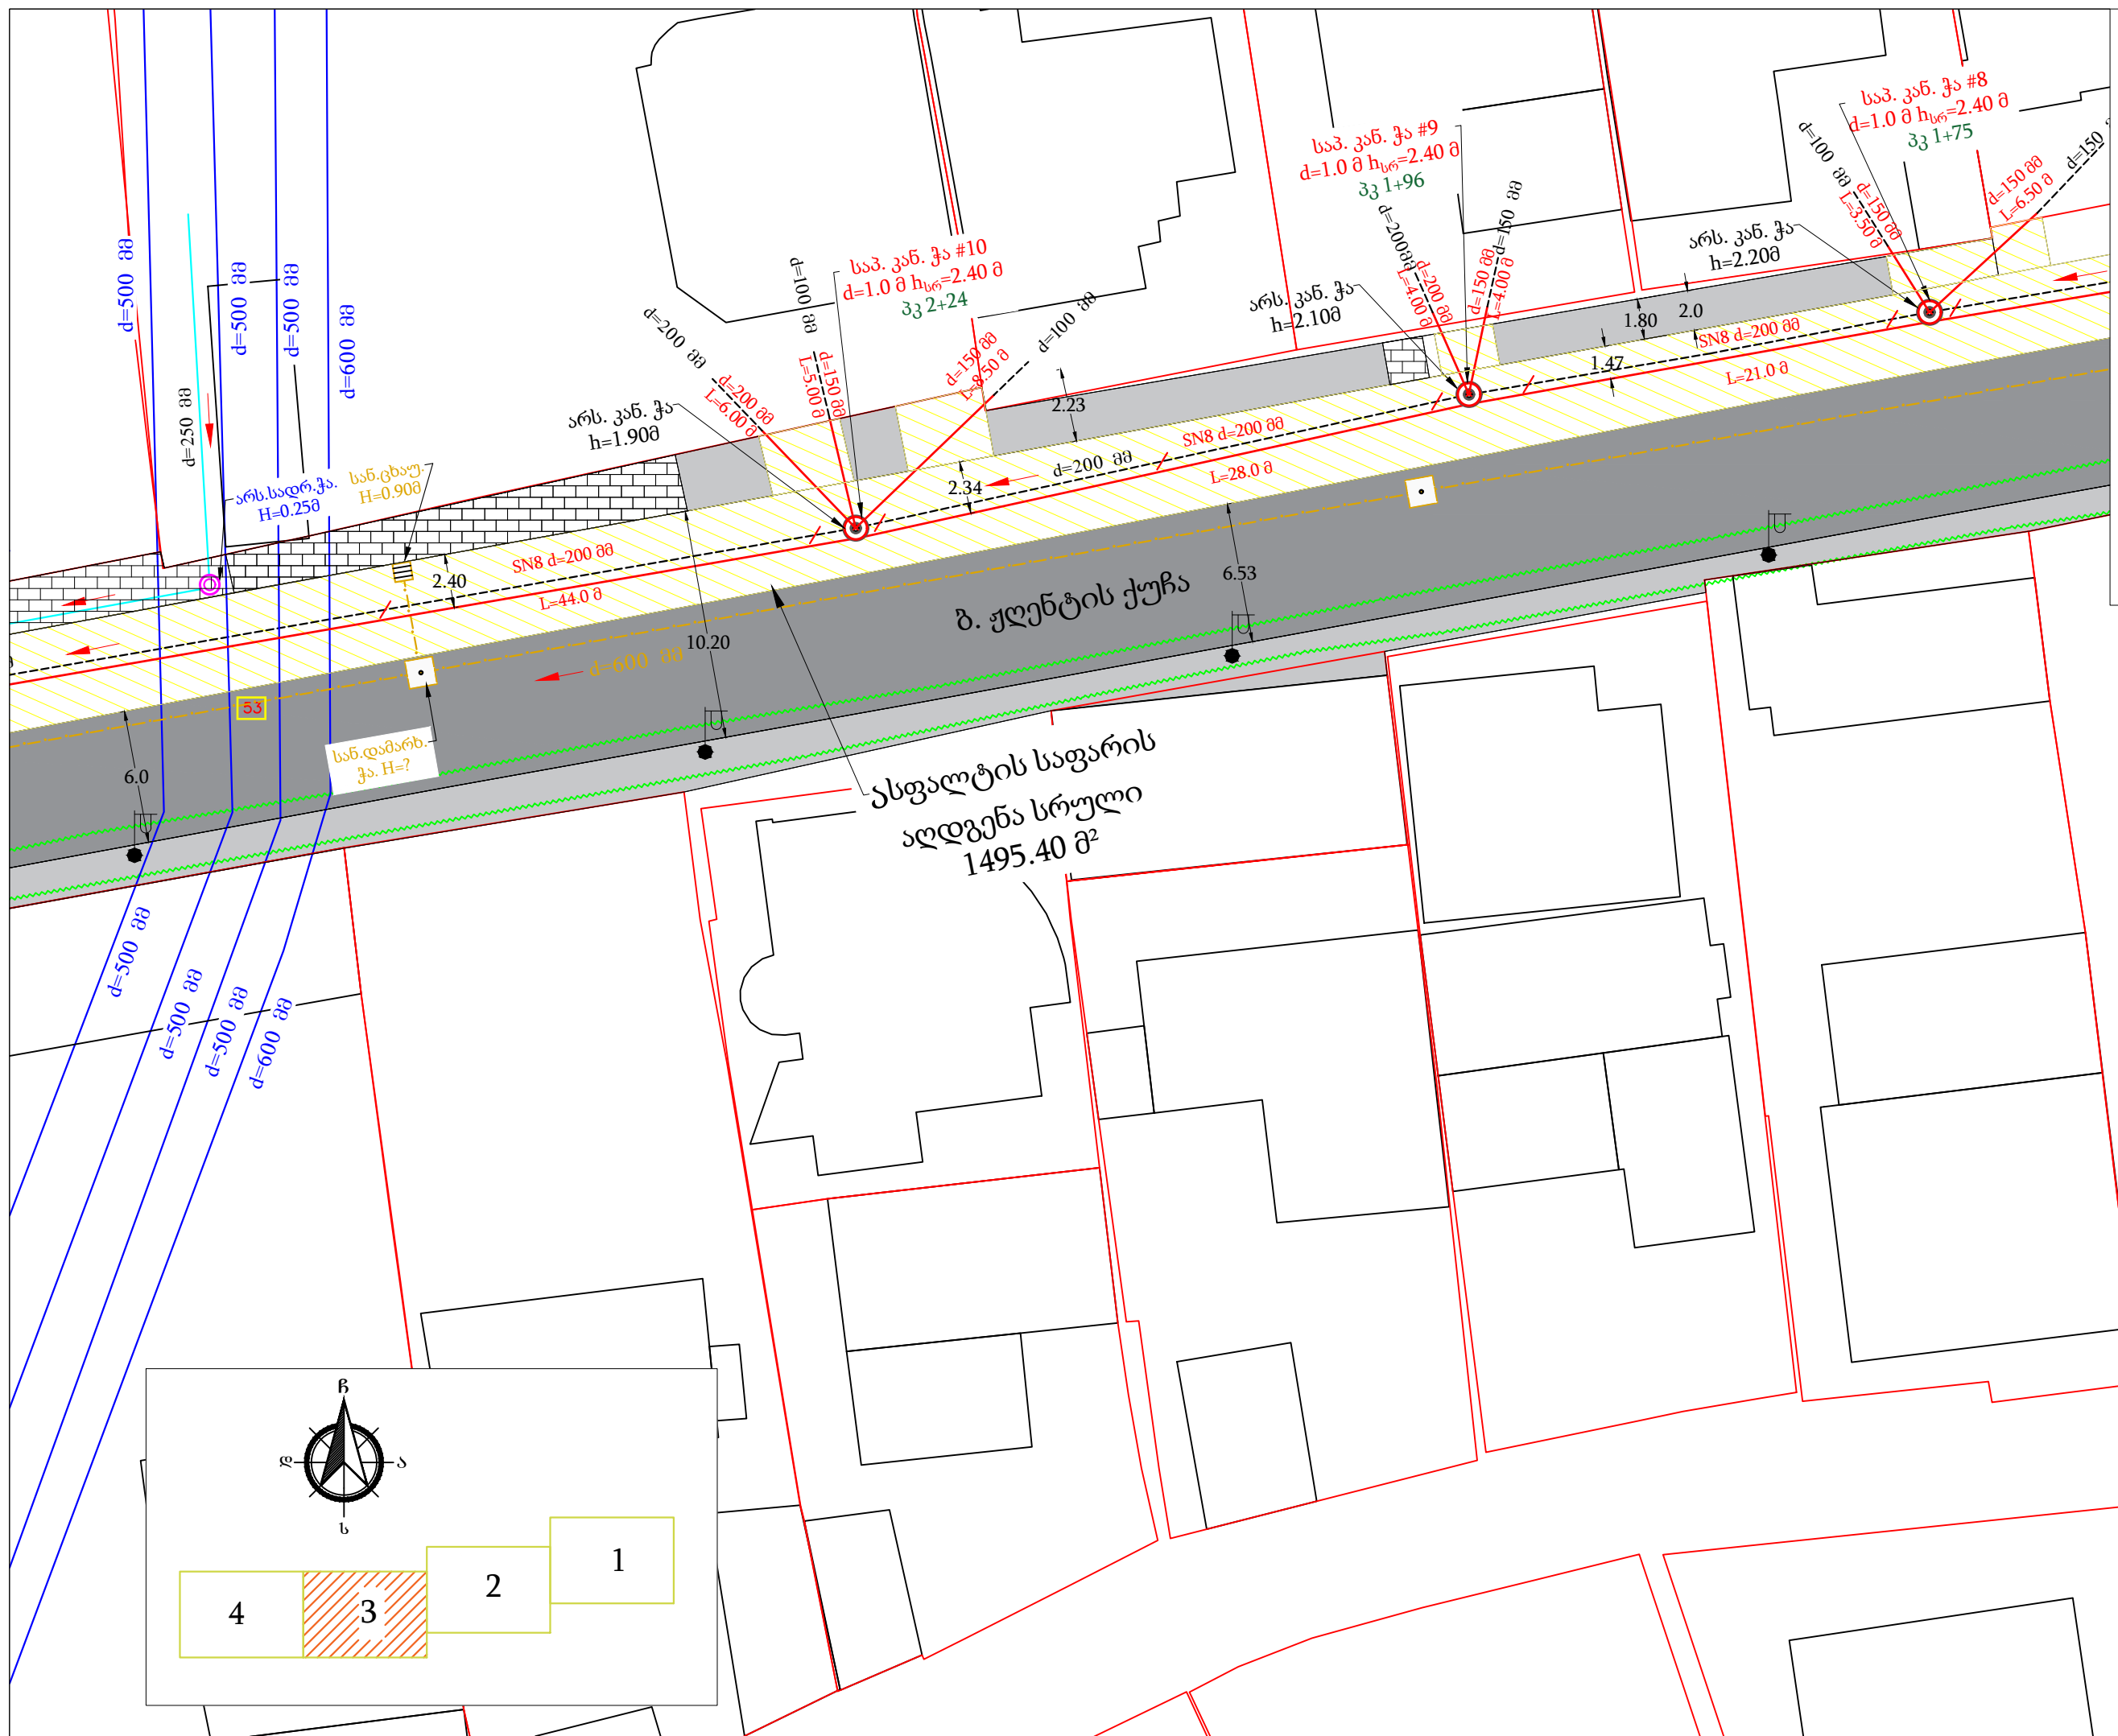 საპ. კან. ჭა #8
d=1.0 მ hსრ=2.40 მ
პკ 1+75
d=100 მმ
d=150 მმ
L=3.50 მ
d=150 მმ
L=6.50 მ
d=150
საპ. კან. ჭა #9
d=1.0 მ hსრ=2.40 მ
პკ 1+96
d=200მმ
d=200 მმ
L=4.00 მ
d=150 მმ
L=4.00 მ
d=150 მმ
არს. კან. ჭა
h=2.20მ
არს. კან. ჭა
h=2.10მ
საპ. კან. ჭა #10
d=1.0 მ hსრ=2.40 მ
პკ 2+24
d=100 მმ
d=200 მმ
d=200 მმ
L=6.00 მ
d=150 მმ
L=5.00 მ
d=150 მმ
L=8.50 მ
d=100 მმ
არს. კან. ჭა
h=1.90მ
1.80
2.0
1.47
SN8 d=200 მმ
L=21.0 მ
2.23
SN8 d=200 მმ
d=200 მმ
L=28.0 მ
2.34
d=500 მმ
d=500 მმ
d=500 მმ
d=600 მმ
d=250 მმ
არს.სადრ.ჭა.
H=0.25მ
სან.ცხაუ.
H=0.90მ
SN8 d=200 მმ
L=44.0 მ
2.40
6.53
10.20
ბ. ჟღენტის ქუჩა
d=600 მმ
53
სან.დამარხ.
ჭა. H=?
6.0
ასფალტის საფარის
აღდგენა სრული
1495.40 მ²
d=500 მმ
d=500 მმ
d=500 მმ
d=600 მმ
ჩ
დ
ა
ს
1
2
3
4